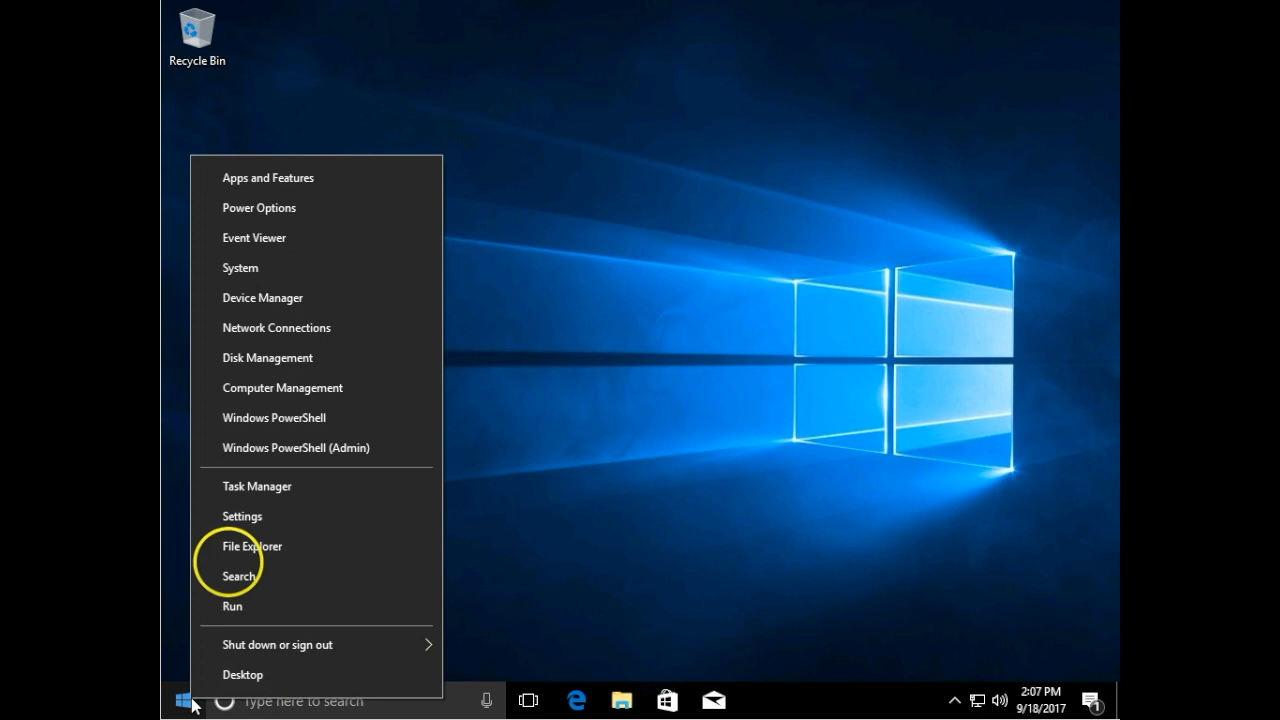 Recycle Bin
Apps and Features
Power Options
Event Viewer
System
Device Manager
Network Connections
Disk Management
Computer Management
Windows PowerShell
Windows PowerShell (Admin)
Task Manager
Settings
File Explorer
Search
Run
Shut down or sign out
Desktop
Type here to search
2:07 PM
9/18/2017
1